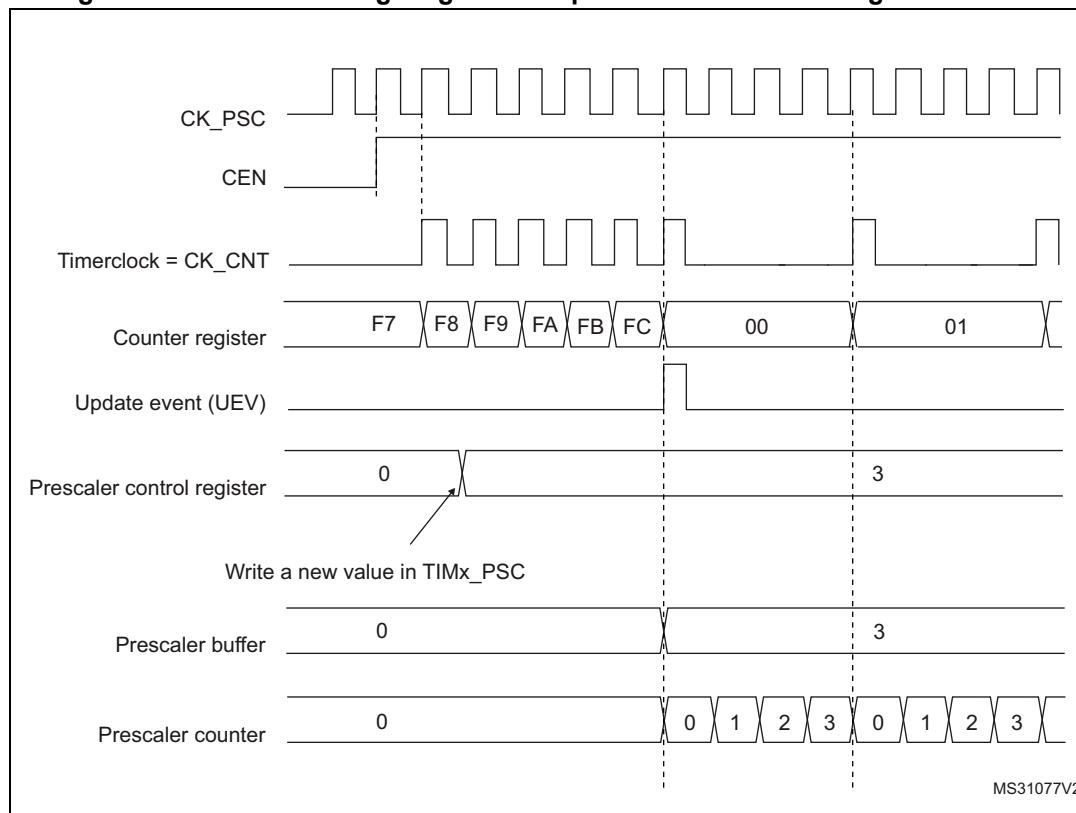 CK_PSC
CEN
Timerclock = CK_CNT
Counter register F7 F8 F9 FA FB FC 00 01
Update event (UEV)
Prescaler control register 0 3
Write a new value in TIMx_PSC
Prescaler buffer 0 3
Prescaler counter 0 0 1 2 3 0 1 2 3
MS31077V2